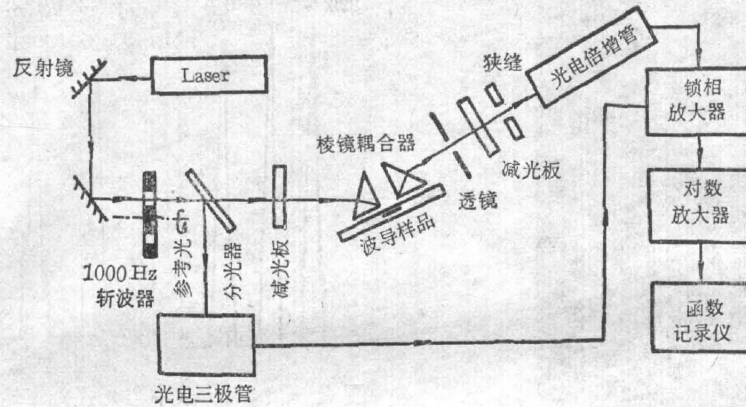 反射镜
Laser
狭缝
光电倍增管
锁相
放大器
棱镜耦合器
减光板
透镜
波导样品
对数
放大器
1000 Hz
斩波器
参考光
分光器
减光板
函数
记录仪
光电三极管